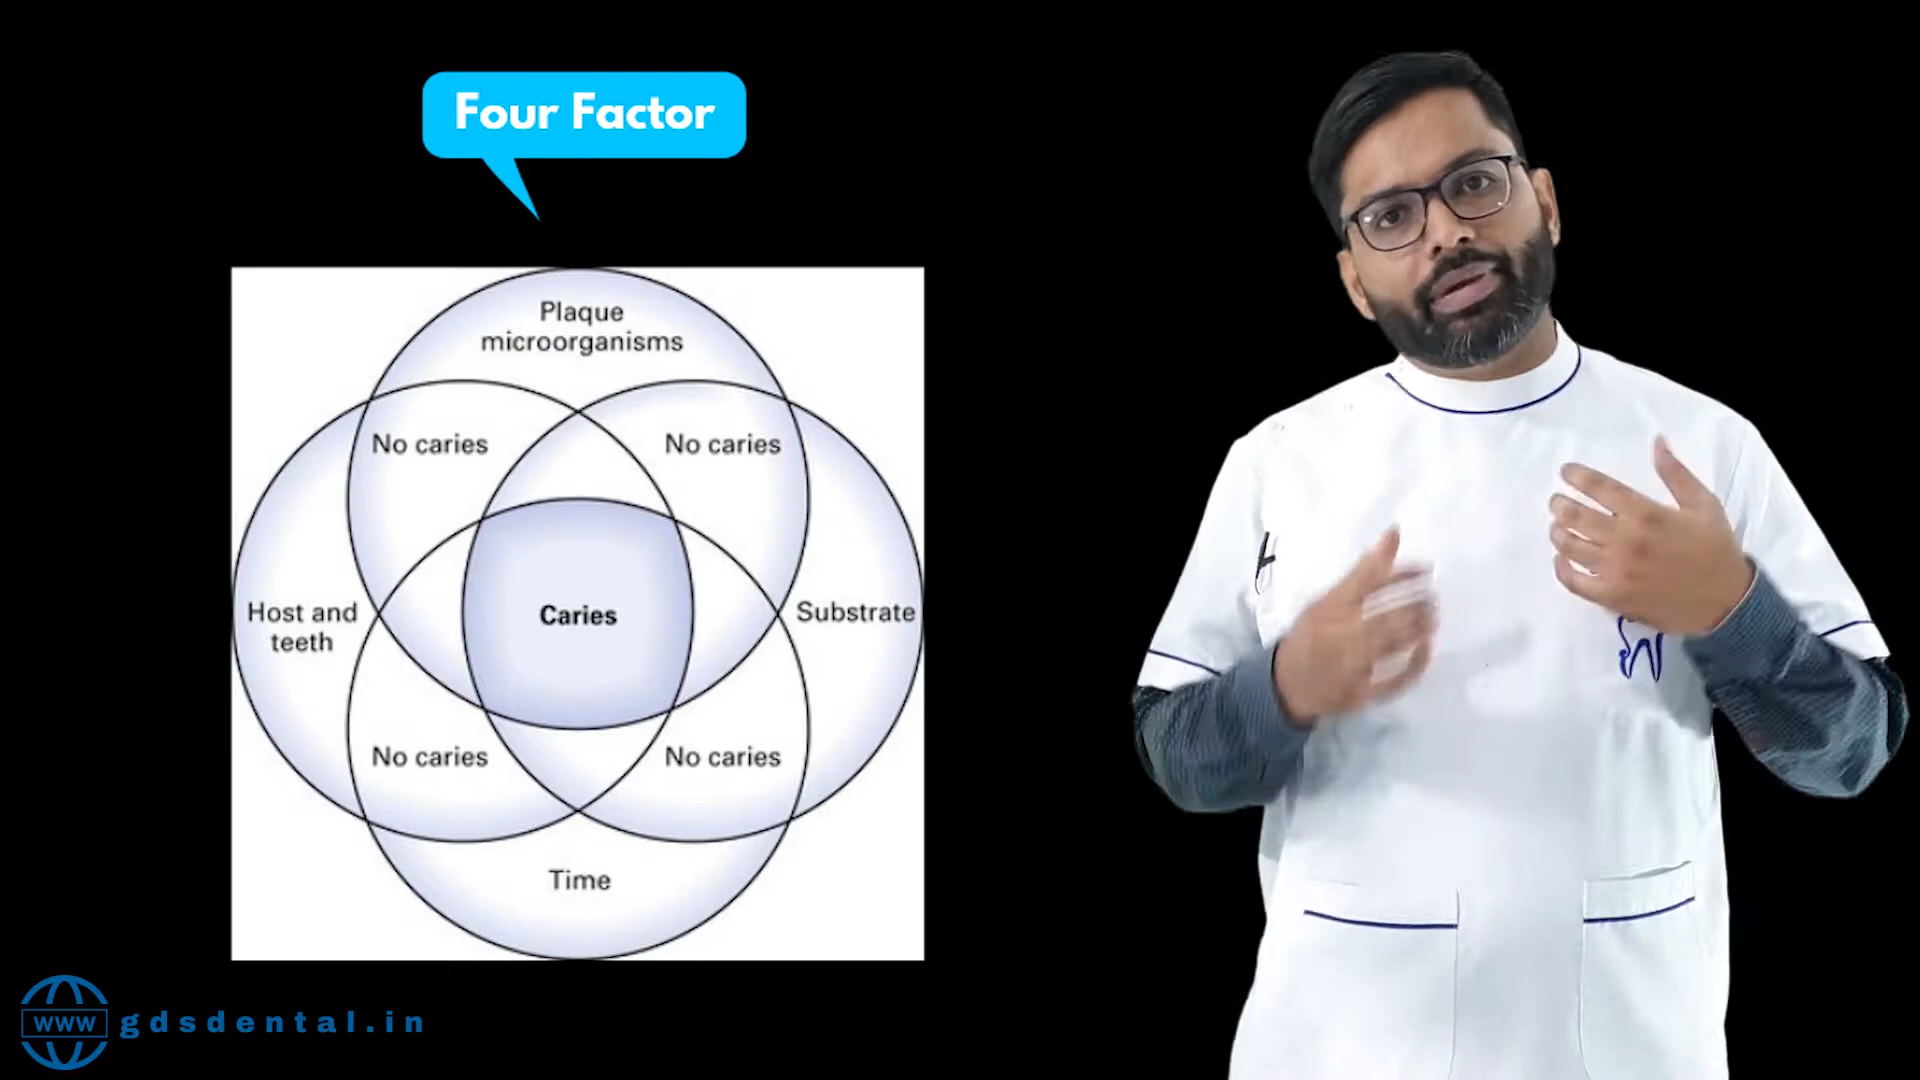 Four Factor
Plaque
microorganisms
No caries
No caries
Host and
teeth
Caries
Substrate
No caries
No caries
Time
www
gdsdental.in